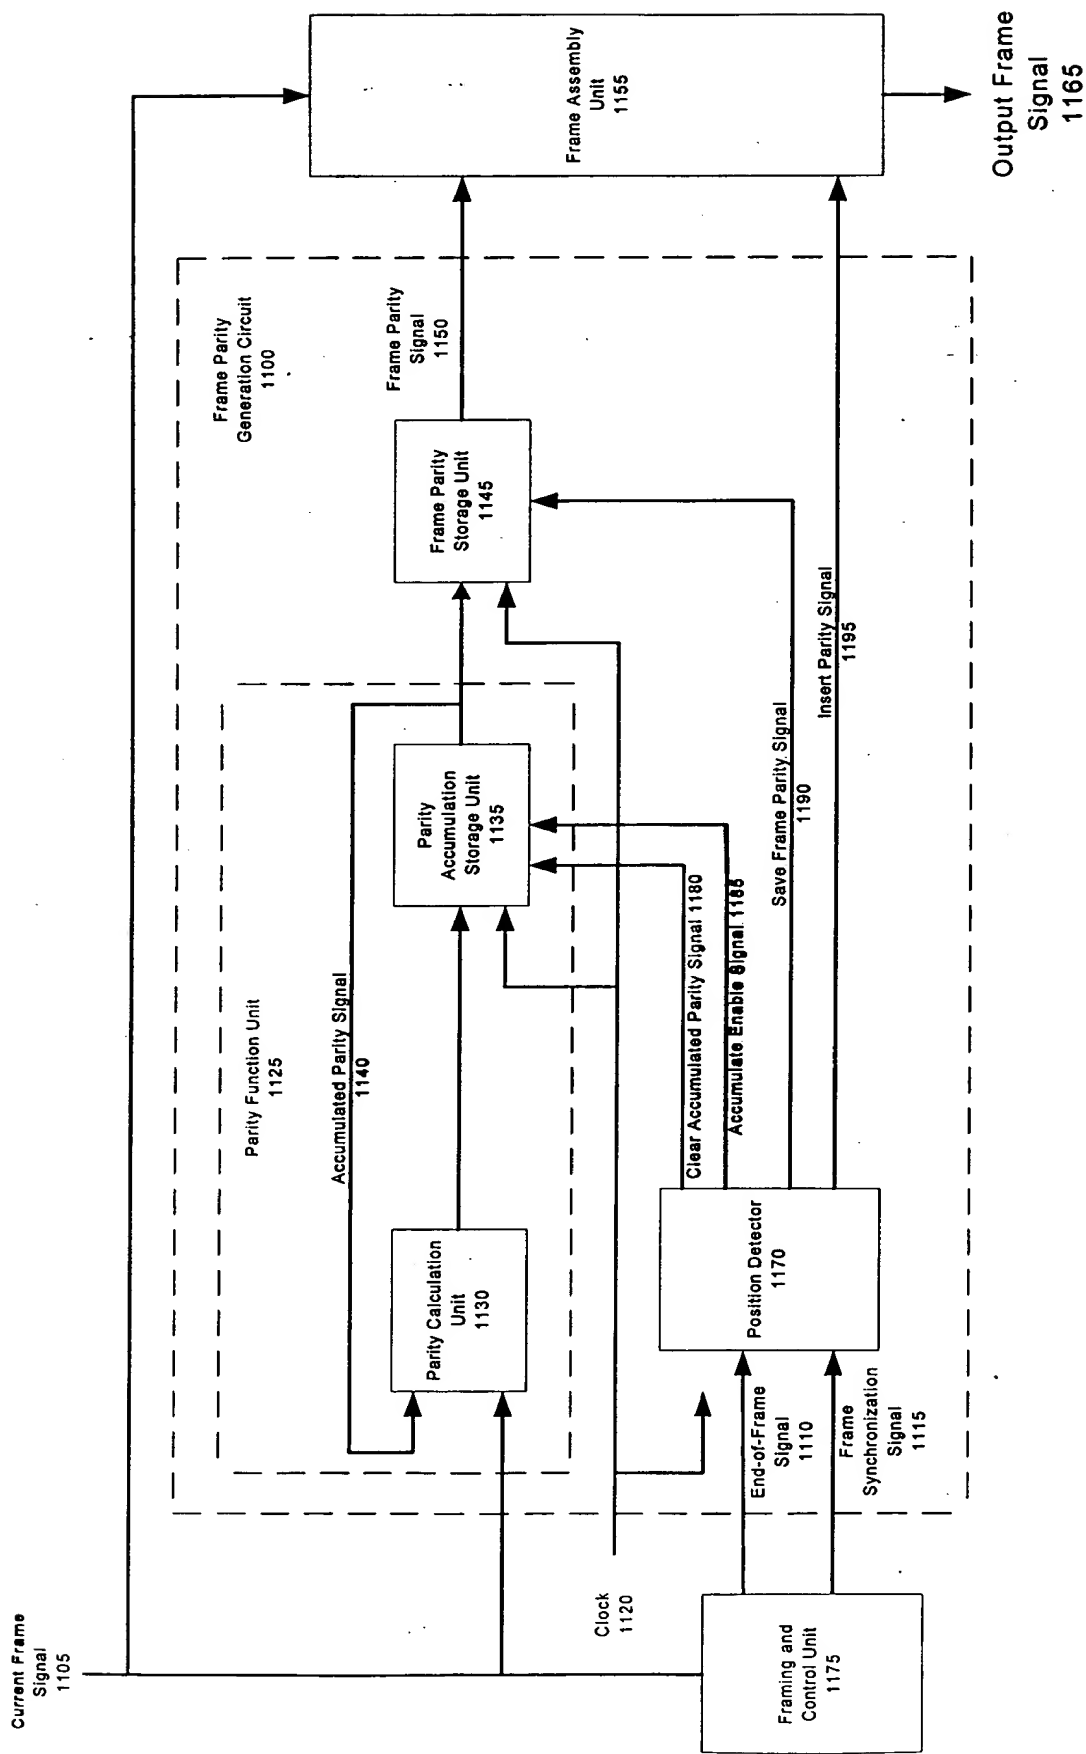 Current Frame
Signal
1105
Framing and
Control Unit
1175
Clock
1120
End-of-Frame
Signal
1110
Frame
Synchronization
Signal
1115
Parity Function Unit
1125
Accumulated Parity Signal
1140
Parity Calculation
Unit
1130
Position Detector
1170
Parity
Accumulation
Storage Unit
1135
Clear Accumulated Parity Signal 1180
Accumulate Enable Signal 1185
Save Frame Parity Signal
1190
Insert Parity Signal
1195
Frame Parity
Generation Circuit
1100
Frame Parity
Storage Unit
1145
Frame Parity
Signal
1150
Frame Assembly
Unit
1155
Output Frame
Signal
1165